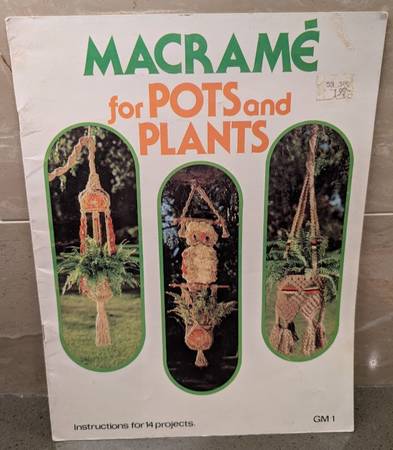 MACRAMÉ
for POTS and
PLANTS
Instructions for 14 projects.
GM 1